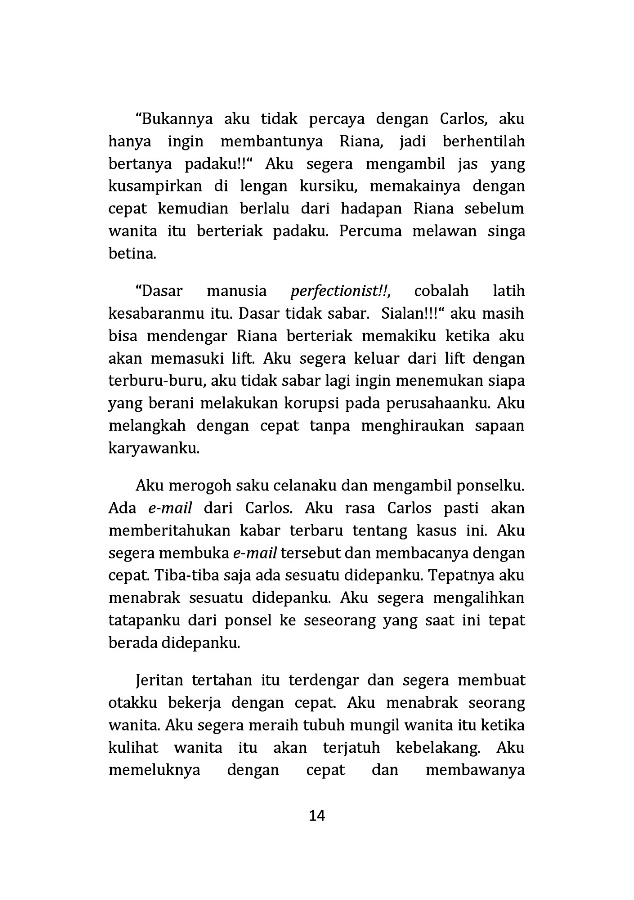 “Bukannya aku tidak percaya dengan Carlos, aku
hanya ingin membantunya Riana, jadi berhentilah
bertanya padaku!!“ Aku segera mengambil jas yang
kusampirkan di lengan kursiku, memakainya dengan
cepat kemudian berlalu dari hadapan Riana sebelum
wanita itu berteriak padaku. Percuma melawan singa
betina.
“Dasar manusia perfectionist!!, cobalah latih
kesabaranmu itu. Dasar tidak sabar. Sialan!!!“ aku masih
bisa mendengar Riana berteriak memakiku ketika aku
akan memasuki lift. Aku segera keluar dari lift dengan
terburu-buru, aku tidak sabar lagi ingin menemukan siapa
yang berani melakukan korupsi pada perusahaanku. Aku
melangkah dengan cepat tanpa menghiraukan sapaan
karyawanku.
Aku merogoh saku celanaku dan mengambil ponselku.
Ada e-mail dari Carlos. Aku rasa Carlos pasti akan
memberitahukan kabar terbaru tentang kasus ini. Aku
segera membuka e-mail tersebut dan membacanya dengan
cepat. Tiba-tiba saja ada sesuatu didepanku. Tepatnya aku
menabrak sesuatu didepanku. Aku segera mengalihkan
tatapanku dari ponsel ke seseorang yang saat ini tepat
berada didepanku.
Jeritan tertahan itu terdengar dan segera membuat
otakku bekerja dengan cepat. Aku menabrak seorang
wanita. Aku segera meraih tubuh mungil wanita itu ketika
kulihat wanita itu akan terjatuh kebelakang. Aku
memeluknya dengan cepat dan membawanya
14